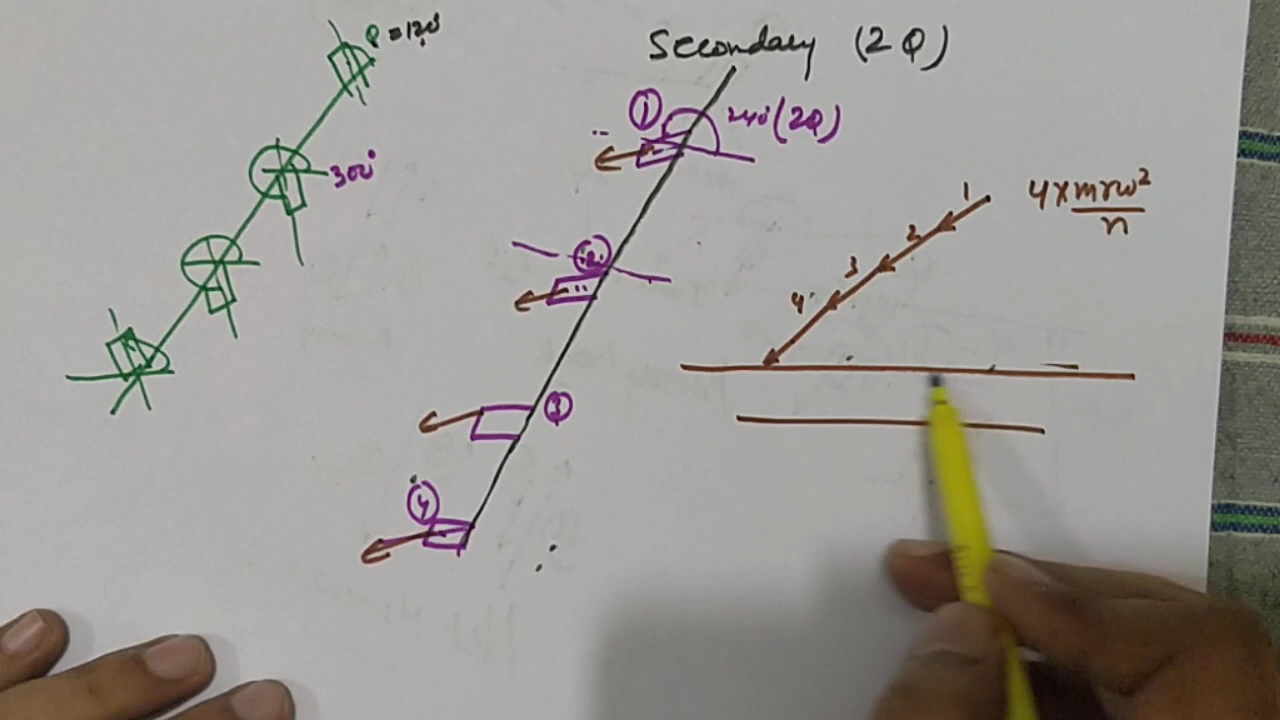 θ = 120°
300°
Secondary (2θ)
①
240° (2θ)
②
③
④
1
2
3
4
4 × mrω²
n